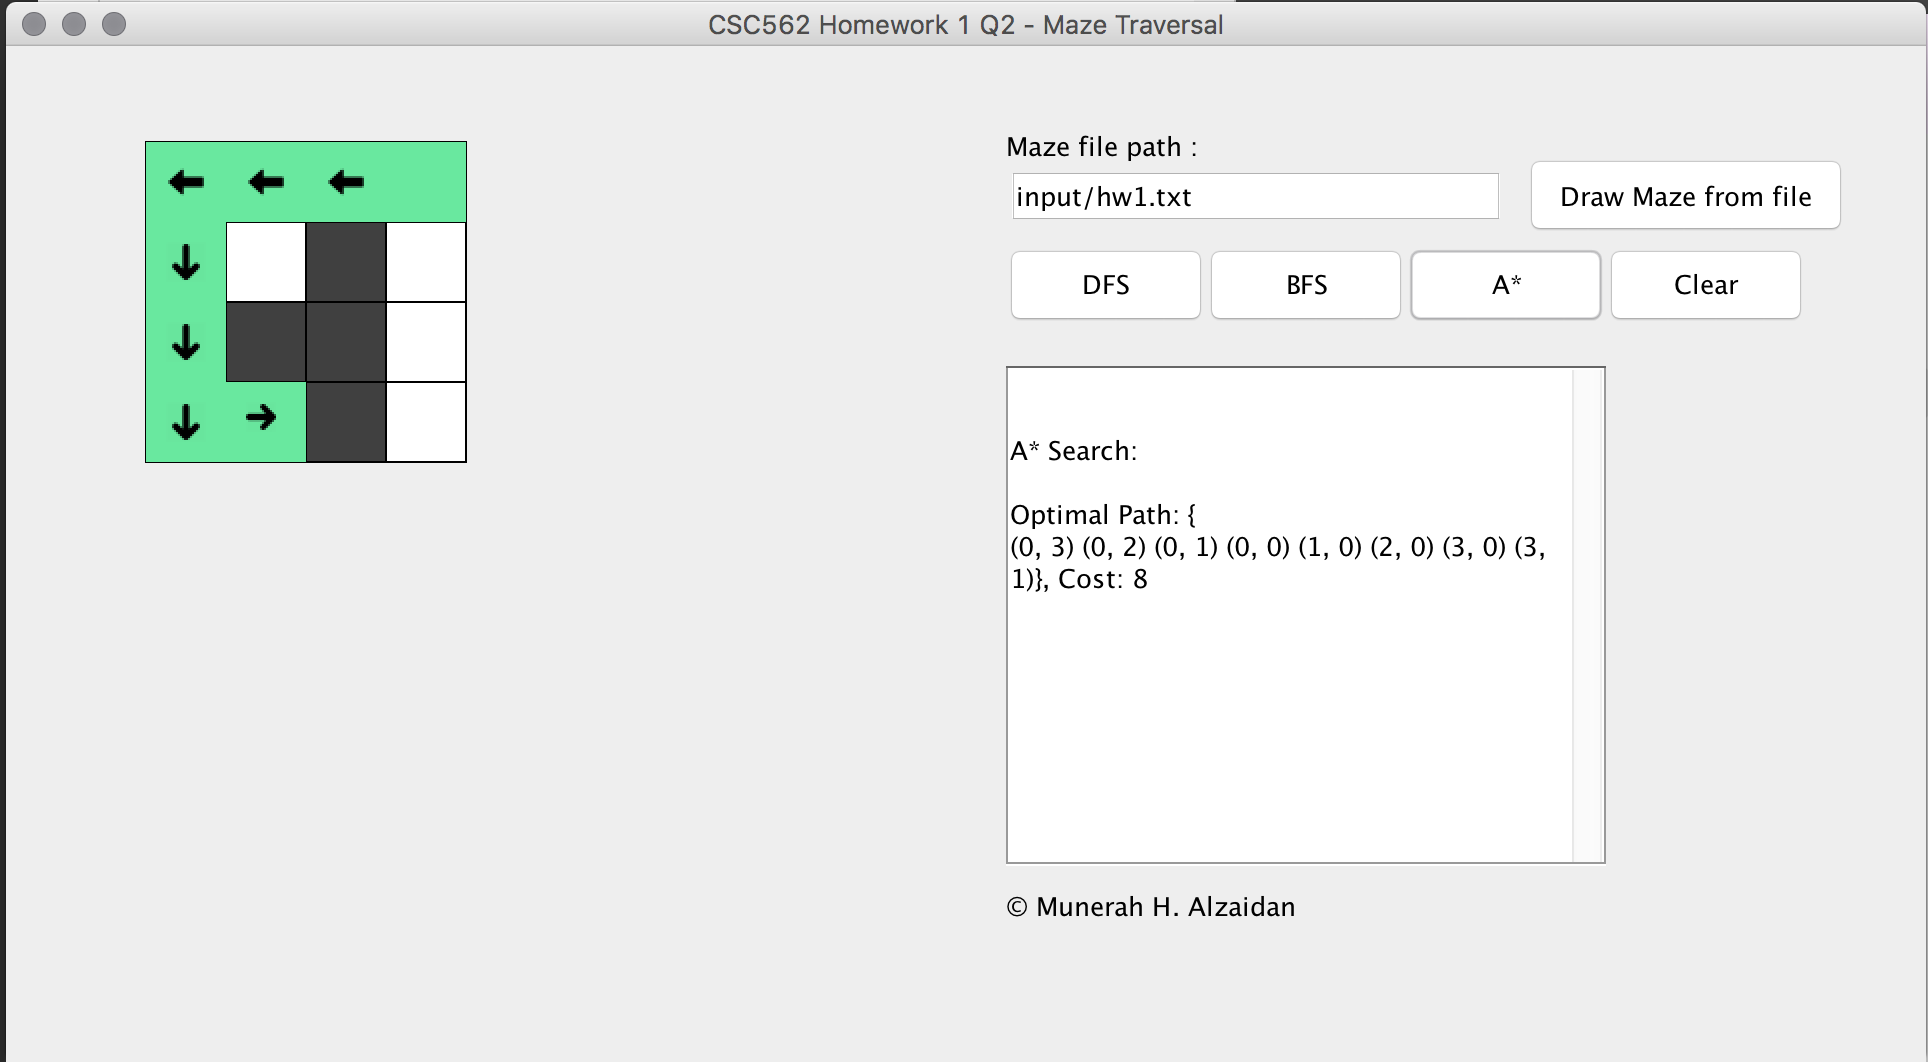 CSC562 Homework 1 Q2 - Maze Traversal
Maze file path :
input/hw1.txt
Draw Maze from file
DFS
BFS
A*
Clear
A* Search:
Optimal Path: {
(0, 3) (0, 2) (0, 1) (0, 0) (1, 0) (2, 0) (3, 0) (3,
1)}, Cost: 8
© Munerah H. Alzaidan